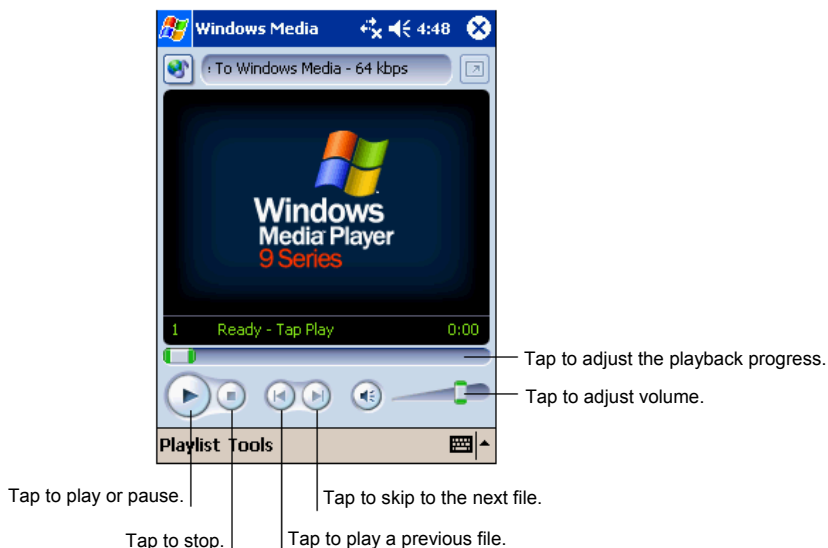 Windows Media 4:48
: To Windows Media - 64 kbps
Windows
Media Player
9 Series
1 Ready - Tap Play 0:00
Tap to adjust the playback progress.
Tap to adjust volume.
Playlist Tools
Tap to play or pause.
Tap to skip to the next file.
Tap to stop.
Tap to play a previous file.